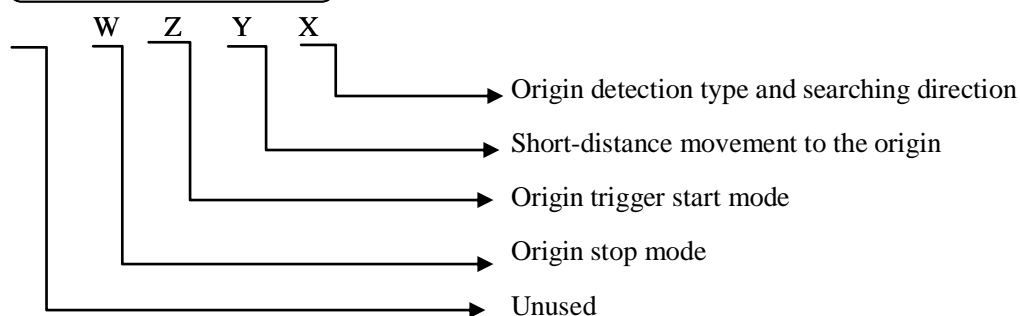 W Z Y X
Origin detection type and searching direction
Short-distance movement to the origin
Origin trigger start mode
Origin stop mode
Unused